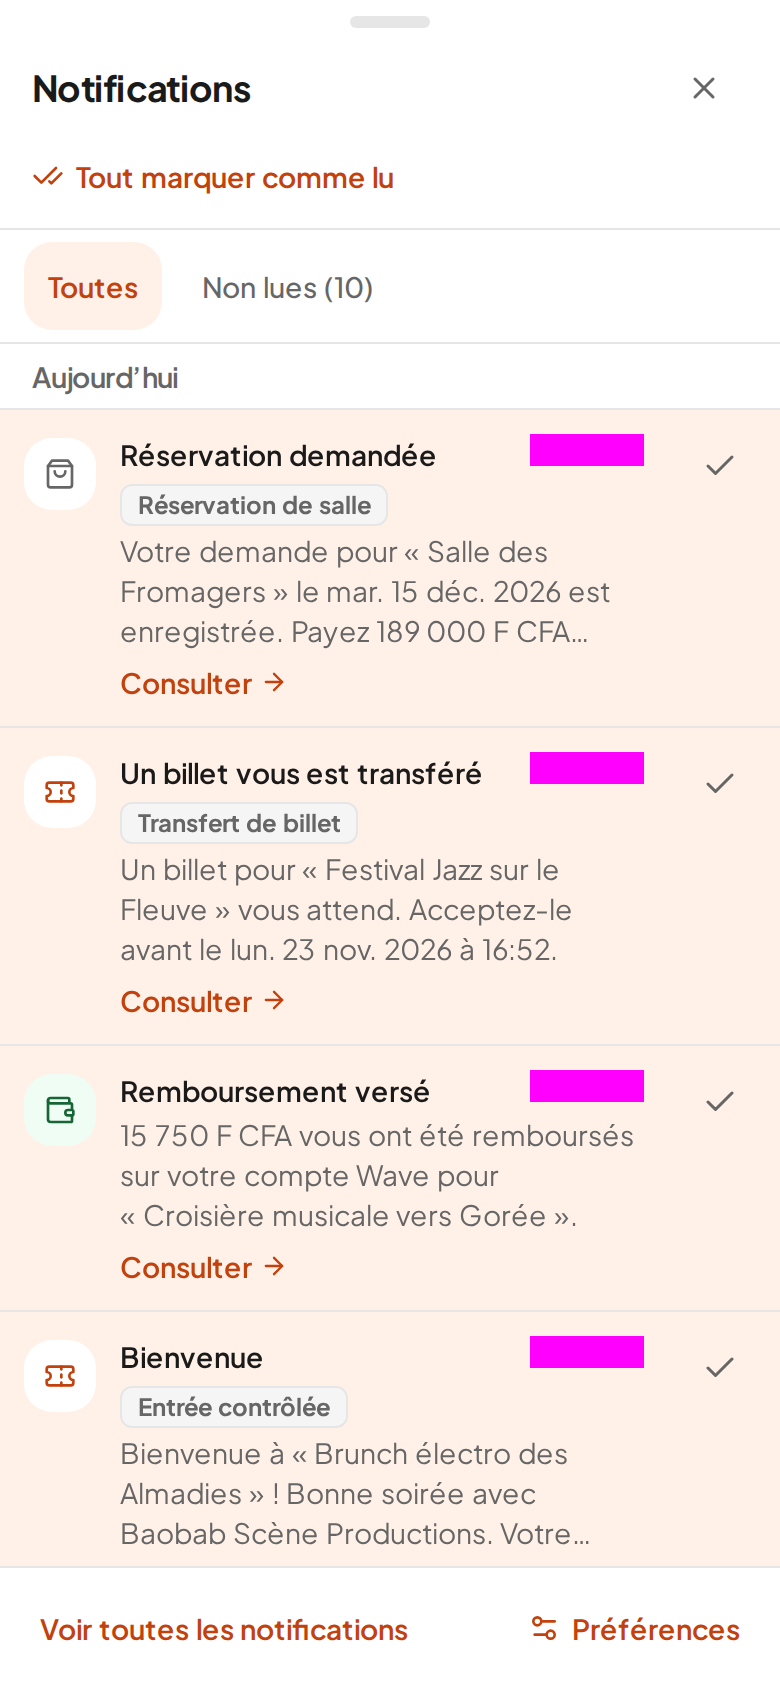 Notifications
Tout marquer comme lu
Toutes
Non lues (10)
Aujourd’hui
Réservation demandée
Réservation de salle
Votre demande pour « Salle des
Fromagers » le mar. 15 déc. 2026 est
enregistrée. Payez 189 000 F CFA…
Consulter
Un billet vous est transféré
Transfert de billet
Un billet pour « Festival Jazz sur le
Fleuve » vous attend. Acceptez-le
avant le lun. 23 nov. 2026 à 16:52.
Consulter
Remboursement versé
15 750 F CFA vous ont été remboursés
sur votre compte Wave pour
« Croisière musicale vers Gorée ».
Consulter
Bienvenue
Entrée contrôlée
Bienvenue à « Brunch électro des
Almadies » ! Bonne soirée avec
Baobab Scène Productions. Votre…
Voir toutes les notifications
Préférences